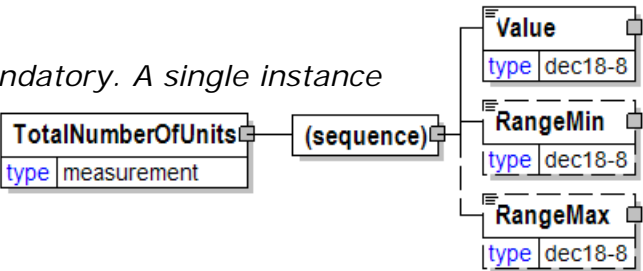 ndatory. A single instance
TotalNumberOfUnits
type measurement
(sequence)
Value
type dec18-8
RangeMin
type dec18-8
RangeMax
type dec18-8